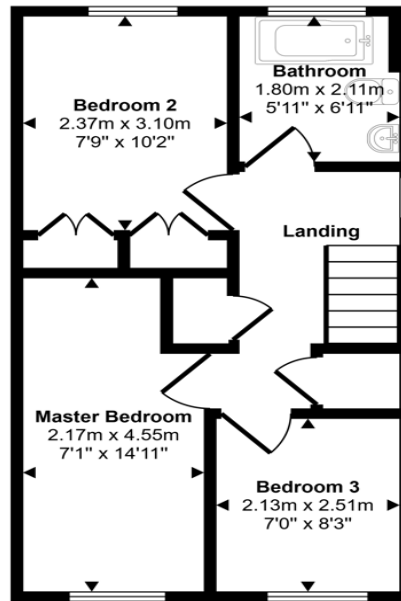 Bathroom
1.80m x 2.11m
5'11" x 6'11"
Bedroom 2
2.37m x 3.10m
7'9" x 10'2"
Landing
Master Bedroom
2.17m x 4.55m
7'1" x 14'11"
Bedroom 3
2.13m x 2.51m
7'0" x 8'3"